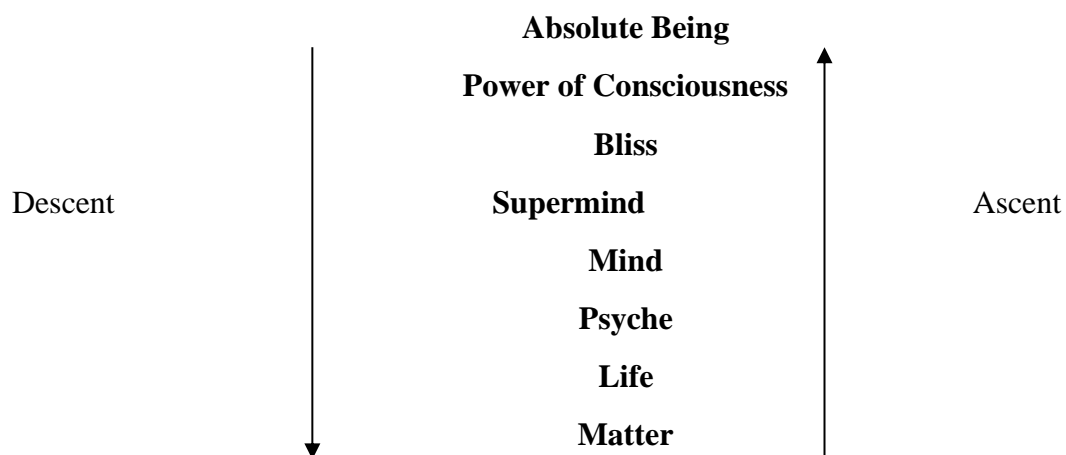 Absolute Being
Power of Consciousness
Bliss
Descent Supermind Ascent
Mind
Psyche
Life
Matter